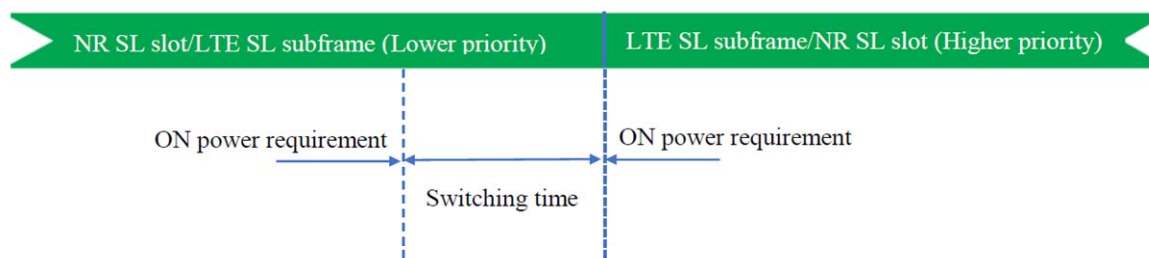 NR SL slot/LTE SL subframe (Lower priority)
LTE SL subframe/NR SL slot (Higher priority)
ON power requirement
ON power requirement
Switching time